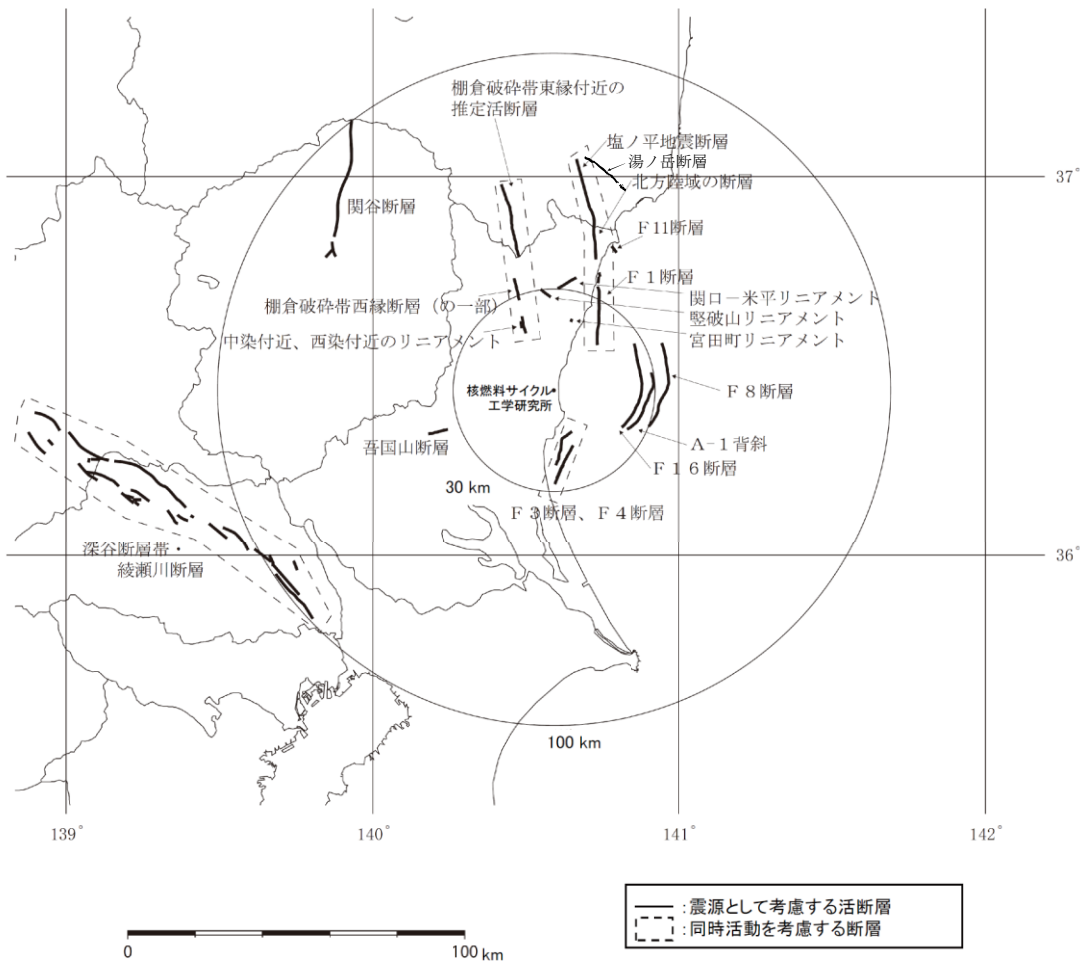 棚倉破砕帯東縁付近の
推定活断層
塩ノ平地震断層
湯ノ岳断層
北方陸域の断層
37°
関谷断層
F11断層
F1断層
関口－米平リニアメント
棚倉破砕帯西縁断層（の一部）
竪破山リニアメント
中染付近、西染付近のリニアメント
宮田町リニアメント
核燃料サイクル
工学研究所
F8断層
吾国山断層
A-1背斜
F16断層
30 km
F3断層、F4断層
深谷断層帯・
綾瀬川断層
36°
100 km
139°
140°
141°
142°
0
100 km
：震源として考慮する活断層
：同時活動を考慮する断層